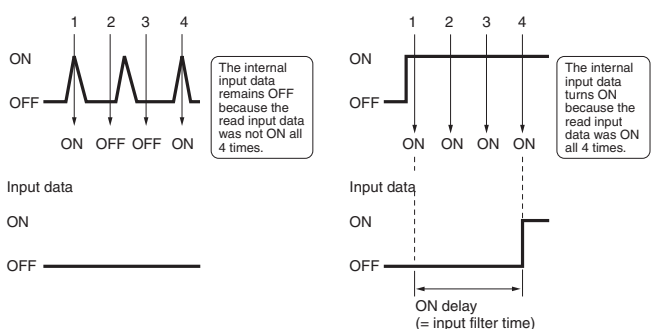 1 2 3 4
ON
OFF
ON OFF OFF ON
The internal
input data
remains OFF
because the
read input data
was not ON all
4 times.
Input data
ON
OFF
1 2 3 4
ON
OFF
ON ON ON ON
The internal
input data
turns ON
because the
read input
data was ON
all 4 times.
Input data
ON
OFF
ON delay
(= input filter time)